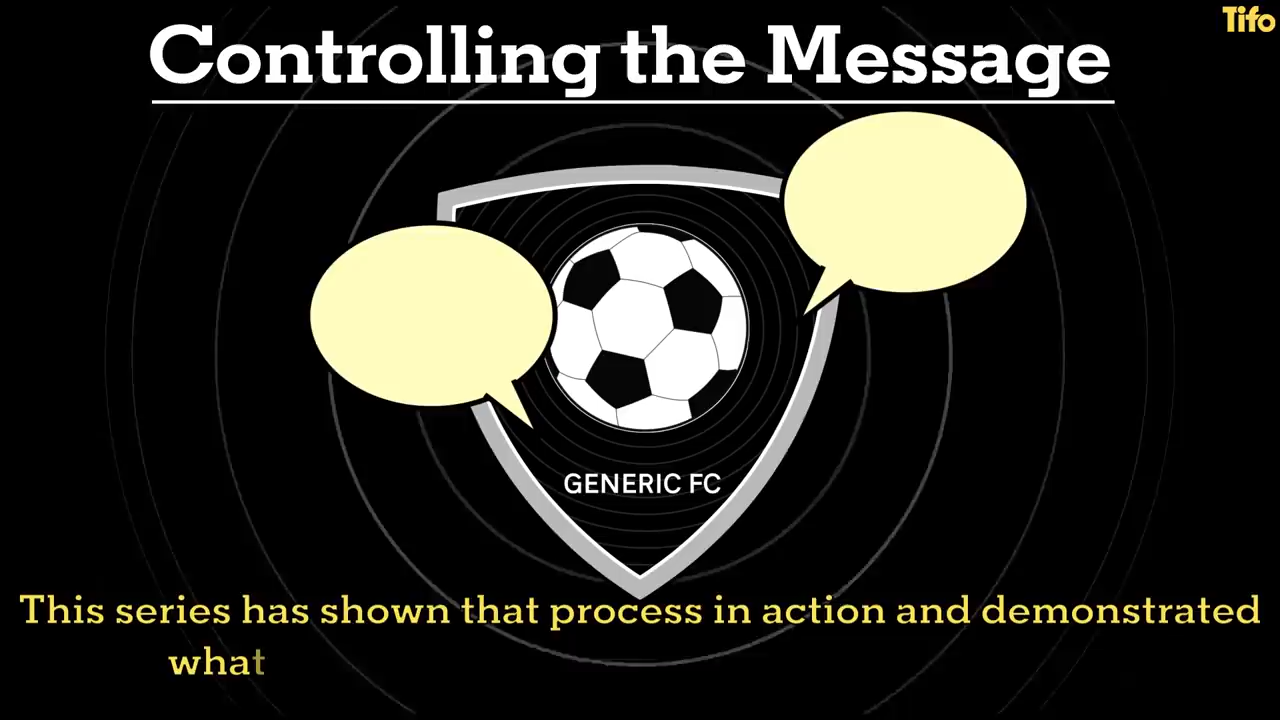 Tifo
Controlling the Message
GENERIC FC
This series has shown that process in action and demonstrated
what